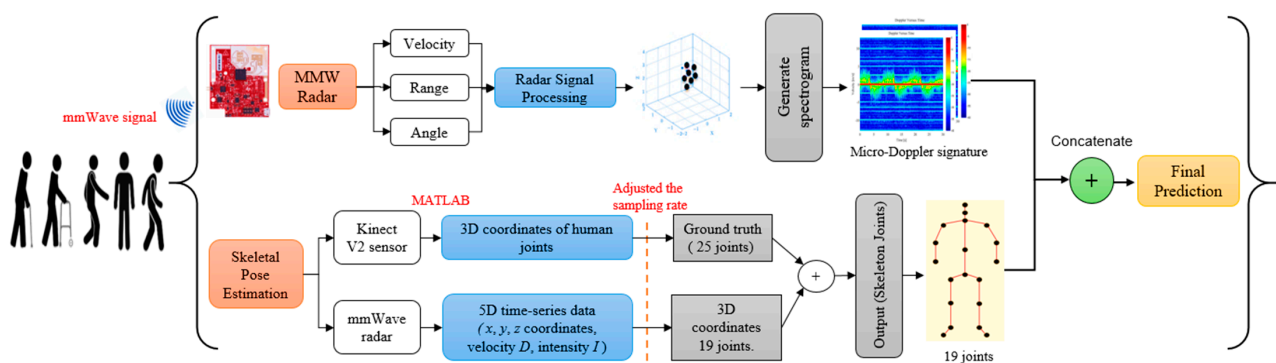 mmWave signal
MMW
Radar
Velocity
Range
Angle
Radar Signal
Processing
Generate
spectrogram
Micro-Doppler signature
Concatenate
+
Final
Prediction
Skeletal
Pose
Estimation
Kinect
V2 sensor
MATLAB
3D coordinates of human
joints
Adjusted the
sampling rate
Ground truth
( 25 joints)
mmWave
radar
5D time-series data
( x, y, z coordinates,
velocity D, intensity I )
3D
coordinates
19 joints.
+
Output (Skeleton Joints)
19 joints